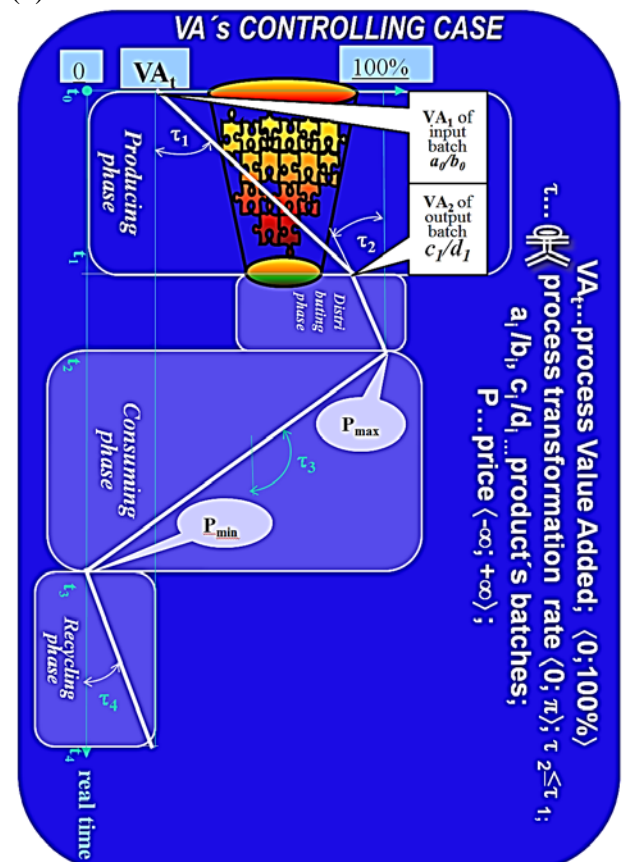 VA´s CONTROLLING CASE
0
VAt
100%
t₀
VA₁ of
input
batch
a₀/b₀
Producing
phase
τ₁
τ₂
VA₂ of
output
batch
c₁/d₁
t₁
Distri
buting
phase
t₂
Pmax
Consuming
phase
τ₃
Pmin
t₃
Recycling
phase
τ₄
t₄
real time
VAt...process Value Added; ⟨0;100%⟩
τ... process transformation rate ⟨0; π⟩; τ₂≤τ₁;
aᵢ/bᵢ, cᵢ/dᵢ....product´s batches;
P...price ⟨-∞; +∞⟩;